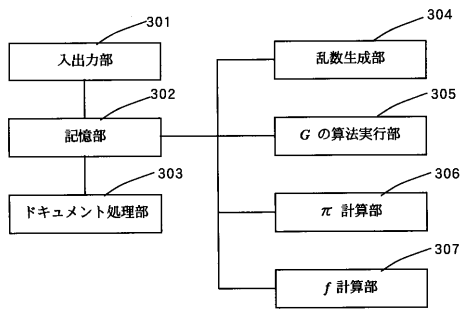 301
入出力部
302
記憶部
303
ドキュメント処理部
304
乱数生成部
305
G の算法実行部
306
π 計算部
307
f 計算部